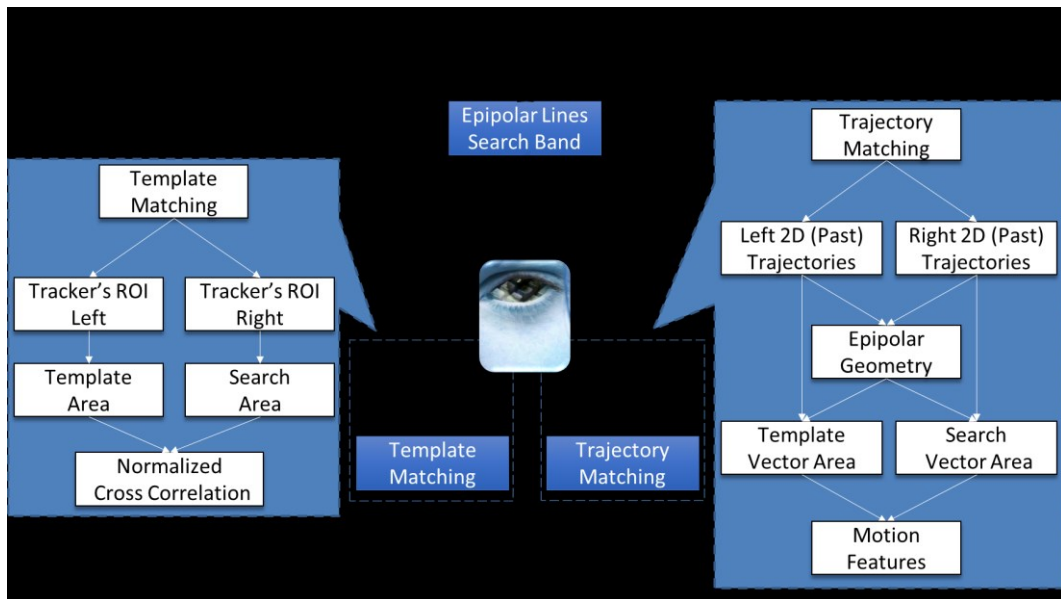 Epipolar Lines
Search Band
Template
Matching
Tracker's ROI
Left
Tracker's ROI
Right
Template
Area
Search
Area
Normalized
Cross Correlation
Template
Matching
Trajectory
Matching
Trajectory
Matching
Left 2D (Past)
Trajectories
Right 2D (Past)
Trajectories
Epipolar
Geometry
Template
Vector Area
Search
Vector Area
Motion
Features